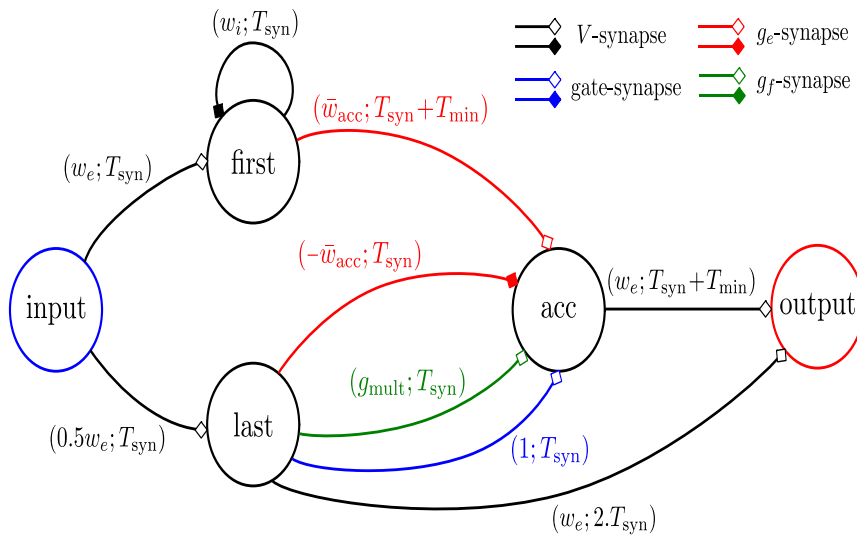 (w_i; T_syn)
V-synapse
g_e-synapse
gate-synapse
g_f-synapse
(w̄_acc; T_syn+T_min)
(w_e; T_syn)
first
(-w̄_acc; T_syn)
(w_e; T_syn+T_min)
input
acc
output
(g_mult; T_syn)
last
(0.5w_e; T_syn)
(1; T_syn)
(w_e; 2.T_syn)